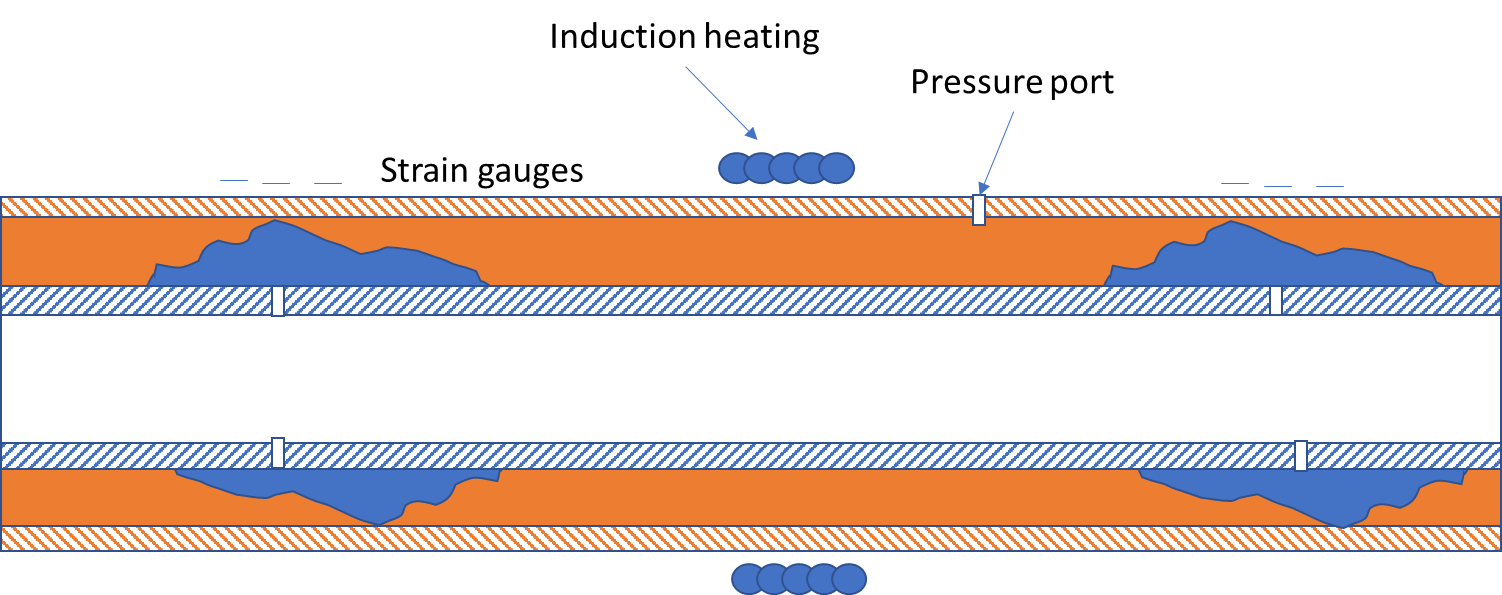 Induction heating
Pressure port
Strain gauges